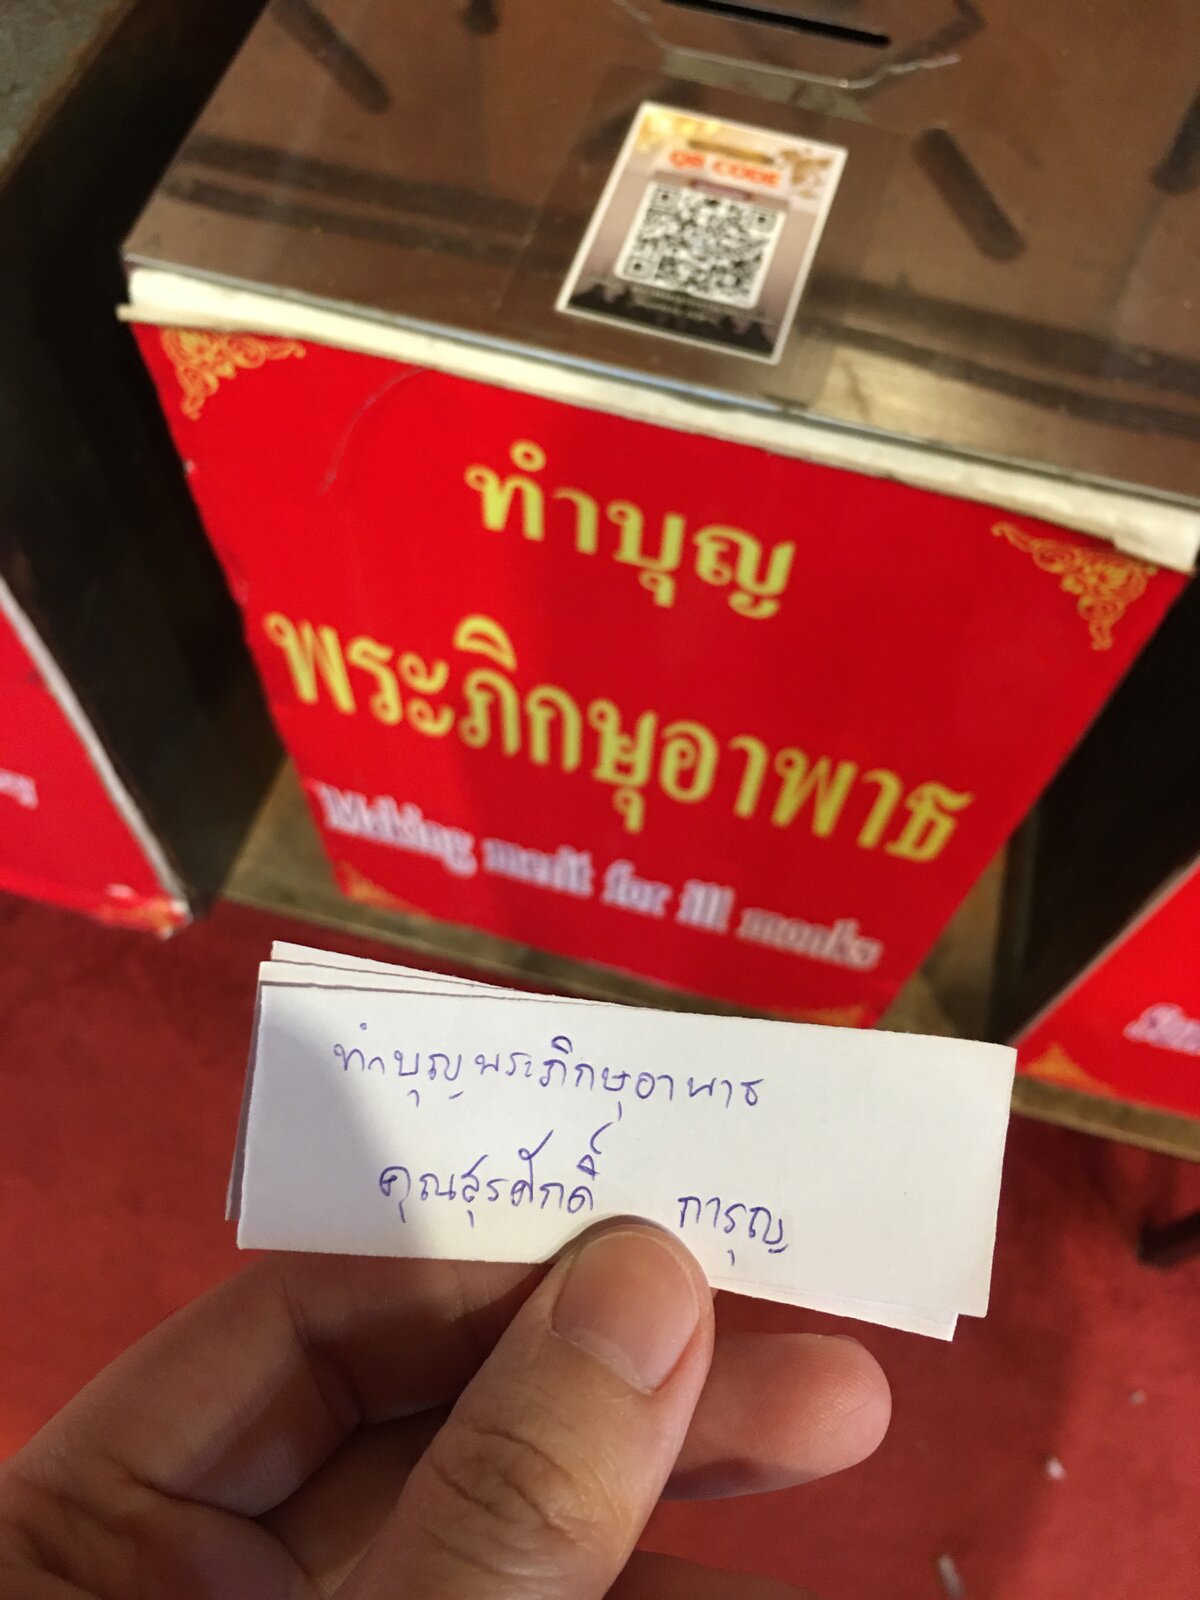 QR CODE
ทำบุญ
พระภิกษุอาพาธ
Making merit for ill monks
ทำบุญพระภิกษุอาพาธ
คุณสุรศักดิ์ การุญ